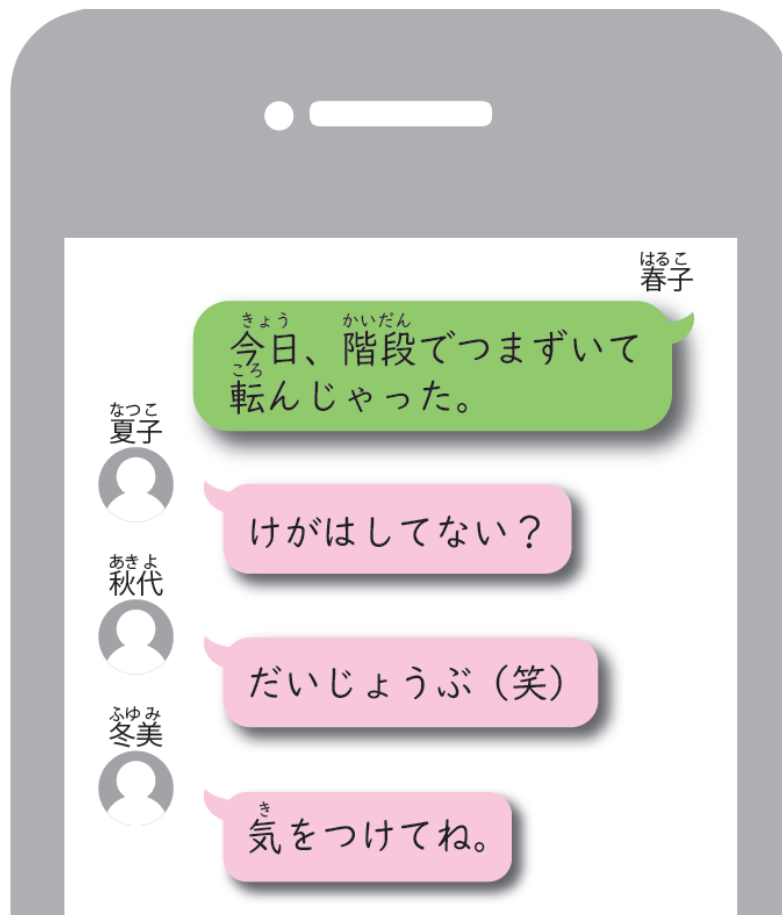 はるこ
春子
きょう かいだん
今日、階段でつまずいて
ころ
転んじゃった。
なつこ
夏子
けがはしてない？
あきよ
秋代
だいじょうぶ（笑）
ふゆみ
冬美
き
気をつけてね。